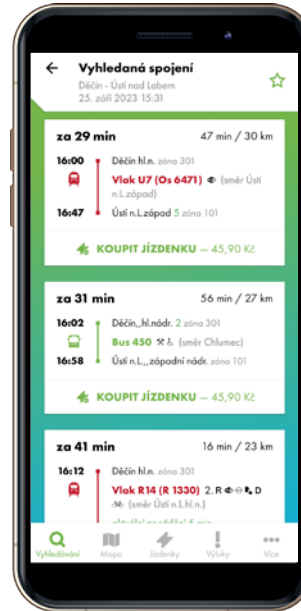 Vyhledaná spojení
Děčín - Ústí nad Labem
25. září 2023 15:31
za 29 min 47 min / 30 km
16:00 Děčín hl.n. zóna 301
Vlak U7 (Os 6471) (směr Ústí
n.L.západ)
16:47 Ústí n.L.západ 5 zóna 101
KOUPIT JÍZDENKU — 45,90 Kč
za 31 min 56 min / 27 km
16:02 Děčín,,hl.nádr. 2 zóna 301
Bus 450 (směr Chlumec)
16:58 Ústí n.L.,,západní nádr. zóna 101
KOUPIT JÍZDENKU — 45,90 Kč
za 41 min 16 min / 23 km
16:12 Děčín hl.n. zóna 301
Vlak R14 (R 1330) 2. R D
(směr Ústí n.L.hl.n.)
aktuální zpoždění 5 min
Vyhledávání Mapa Jízdenky Výluky Více